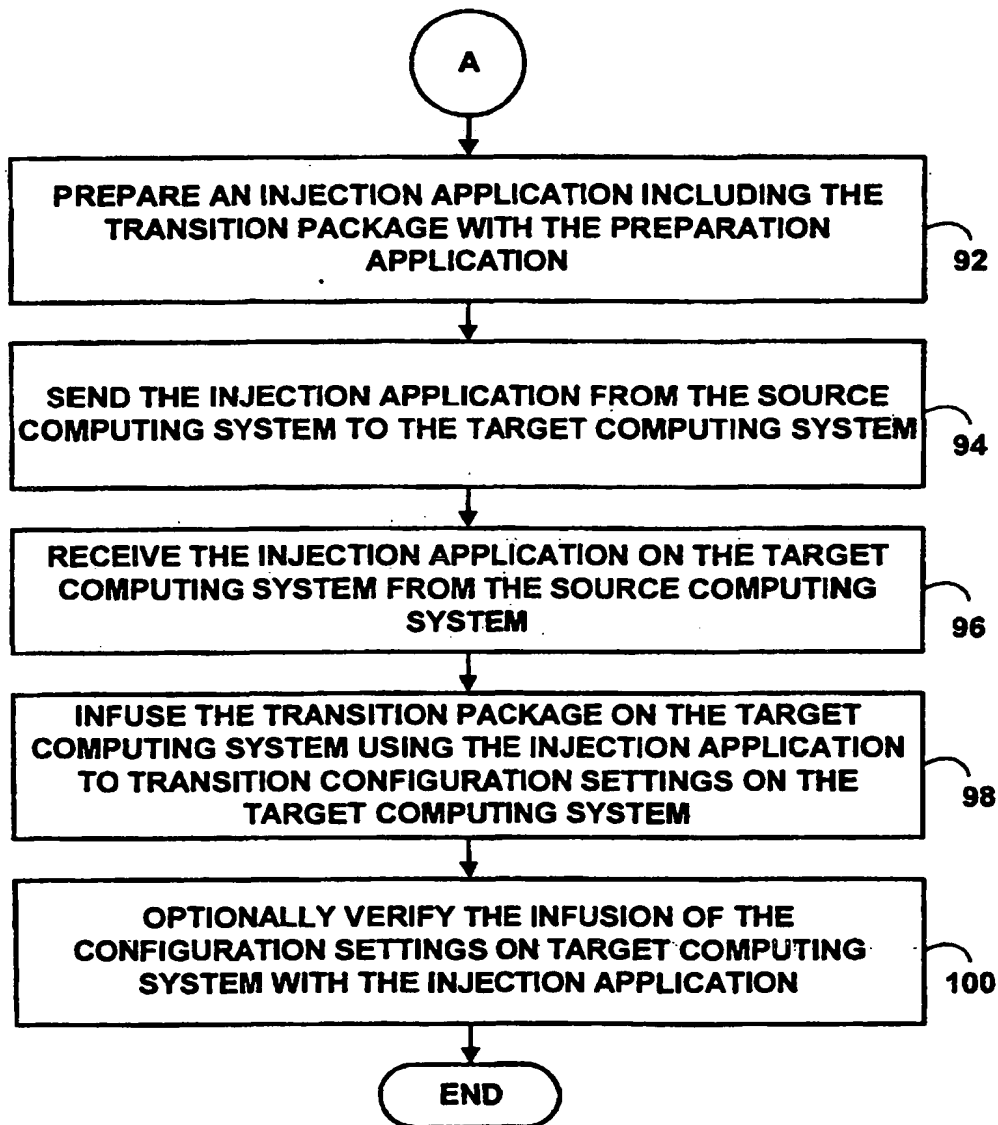 A
PREPARE AN INJECTION APPLICATION INCLUDING THE
TRANSITION PACKAGE WITH THE PREPARATION
APPLICATION
92
SEND THE INJECTION APPLICATION FROM THE SOURCE
COMPUTING SYSTEM TO THE TARGET COMPUTING SYSTEM
94
RECEIVE THE INJECTION APPLICATION ON THE TARGET
COMPUTING SYSTEM FROM THE SOURCE COMPUTING
SYSTEM
96
INFUSE THE TRANSITION PACKAGE ON THE TARGET
COMPUTING SYSTEM USING THE INJECTION APPLICATION
TO TRANSITION CONFIGURATION SETTINGS ON THE
TARGET COMPUTING SYSTEM
98
OPTIONALLY VERIFY THE INFUSION OF THE
CONFIGURATION SETTINGS ON TARGET COMPUTING
SYSTEM WITH THE INJECTION APPLICATION
100
END